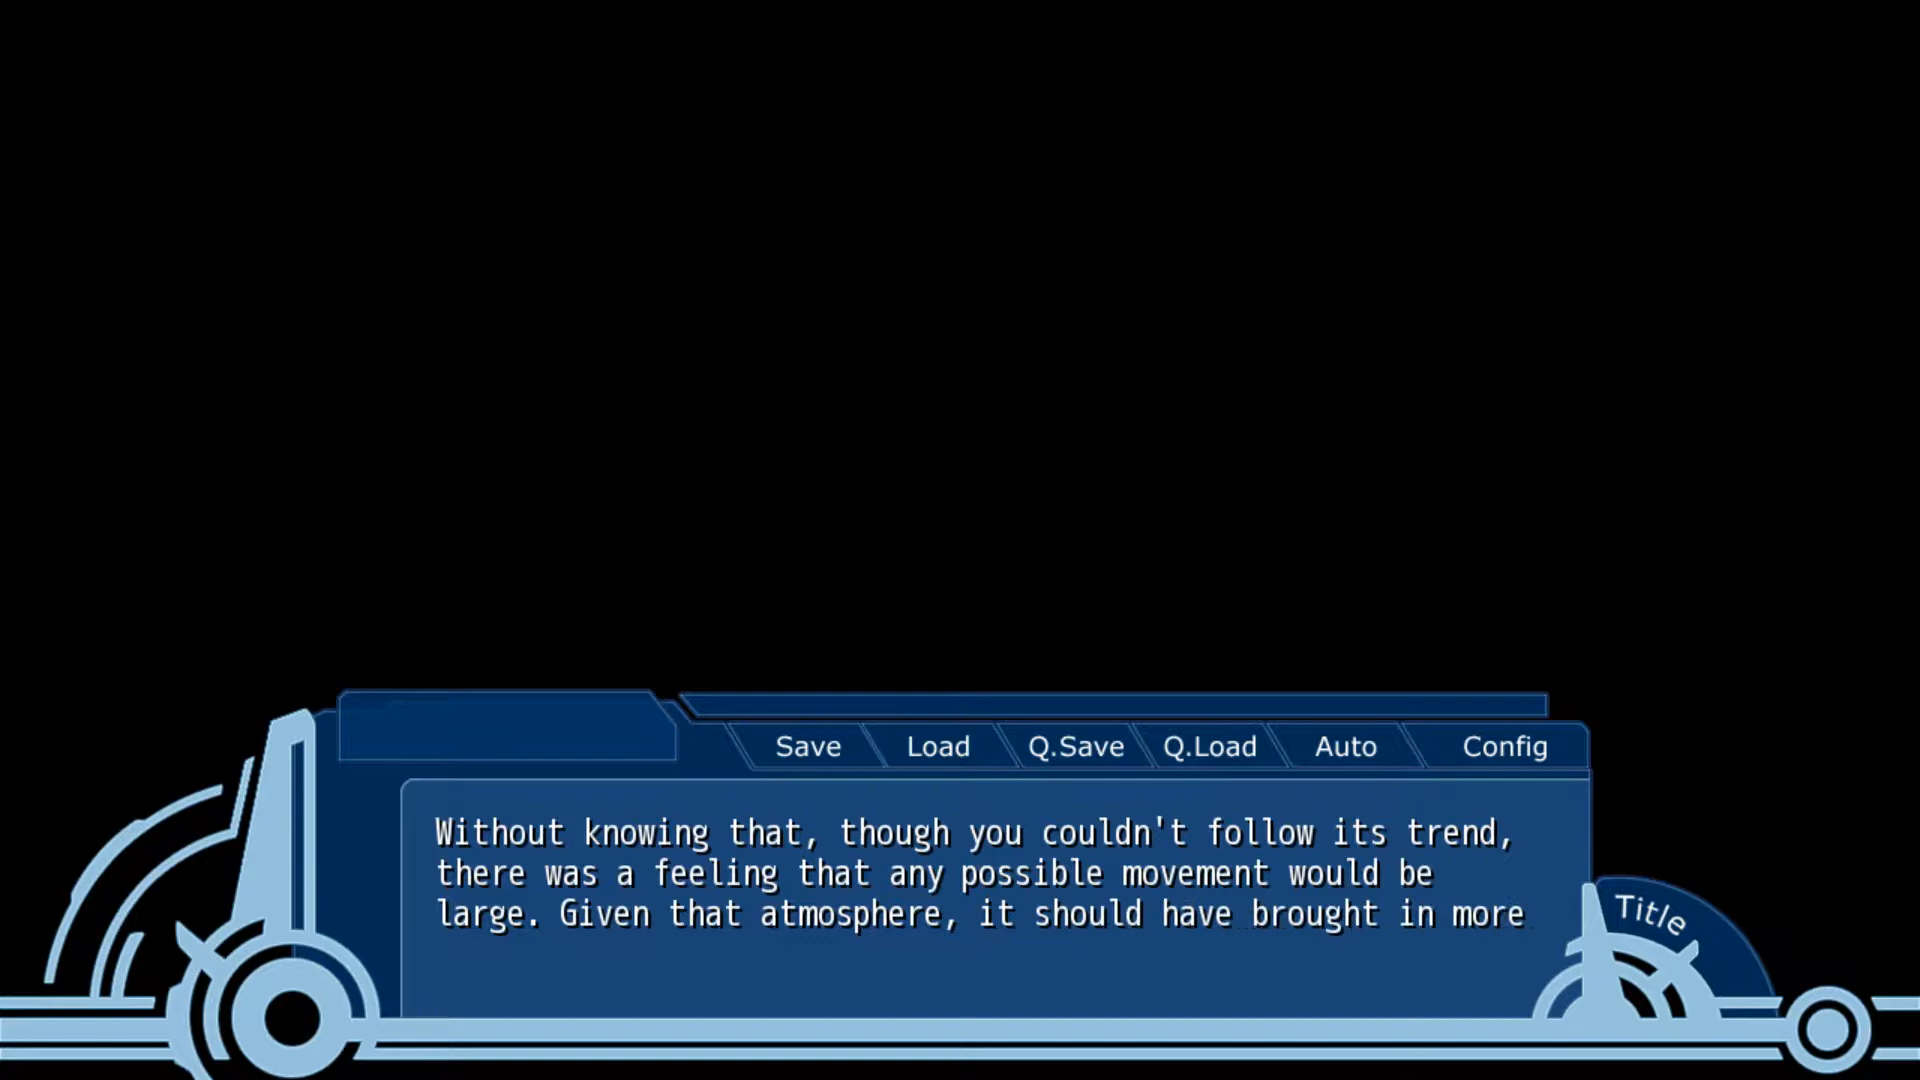 Save Load Q.Save Q.Load Auto Config
Without knowing that, though you couldn't follow its trend,
there was a feeling that any possible movement would be
large. Given that atmosphere, it should have brought in more
Title